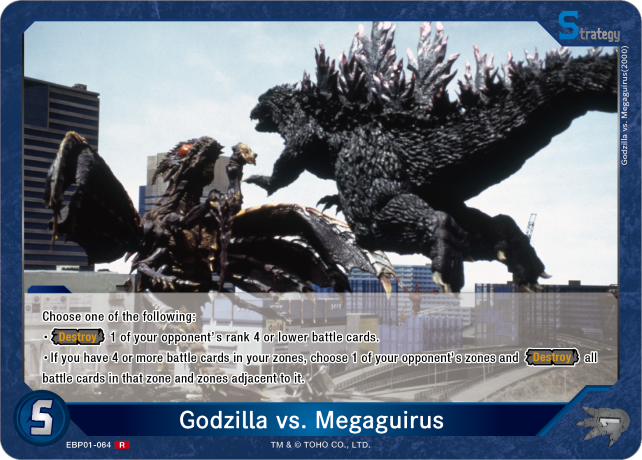 Strategy
Godzilla vs. Megaguirus(2000)
Choose one of the following:
・Destroy 1 of your opponent's rank 4 or lower battle cards.
・If you have 4 or more battle cards in your zones, choose 1 of your opponent's zones and Destroy all
battle cards in that zone and zones adjacent to it.
5
Godzilla vs. Megaguirus
EBP01-064 R
TM & © TOHO CO., LTD.